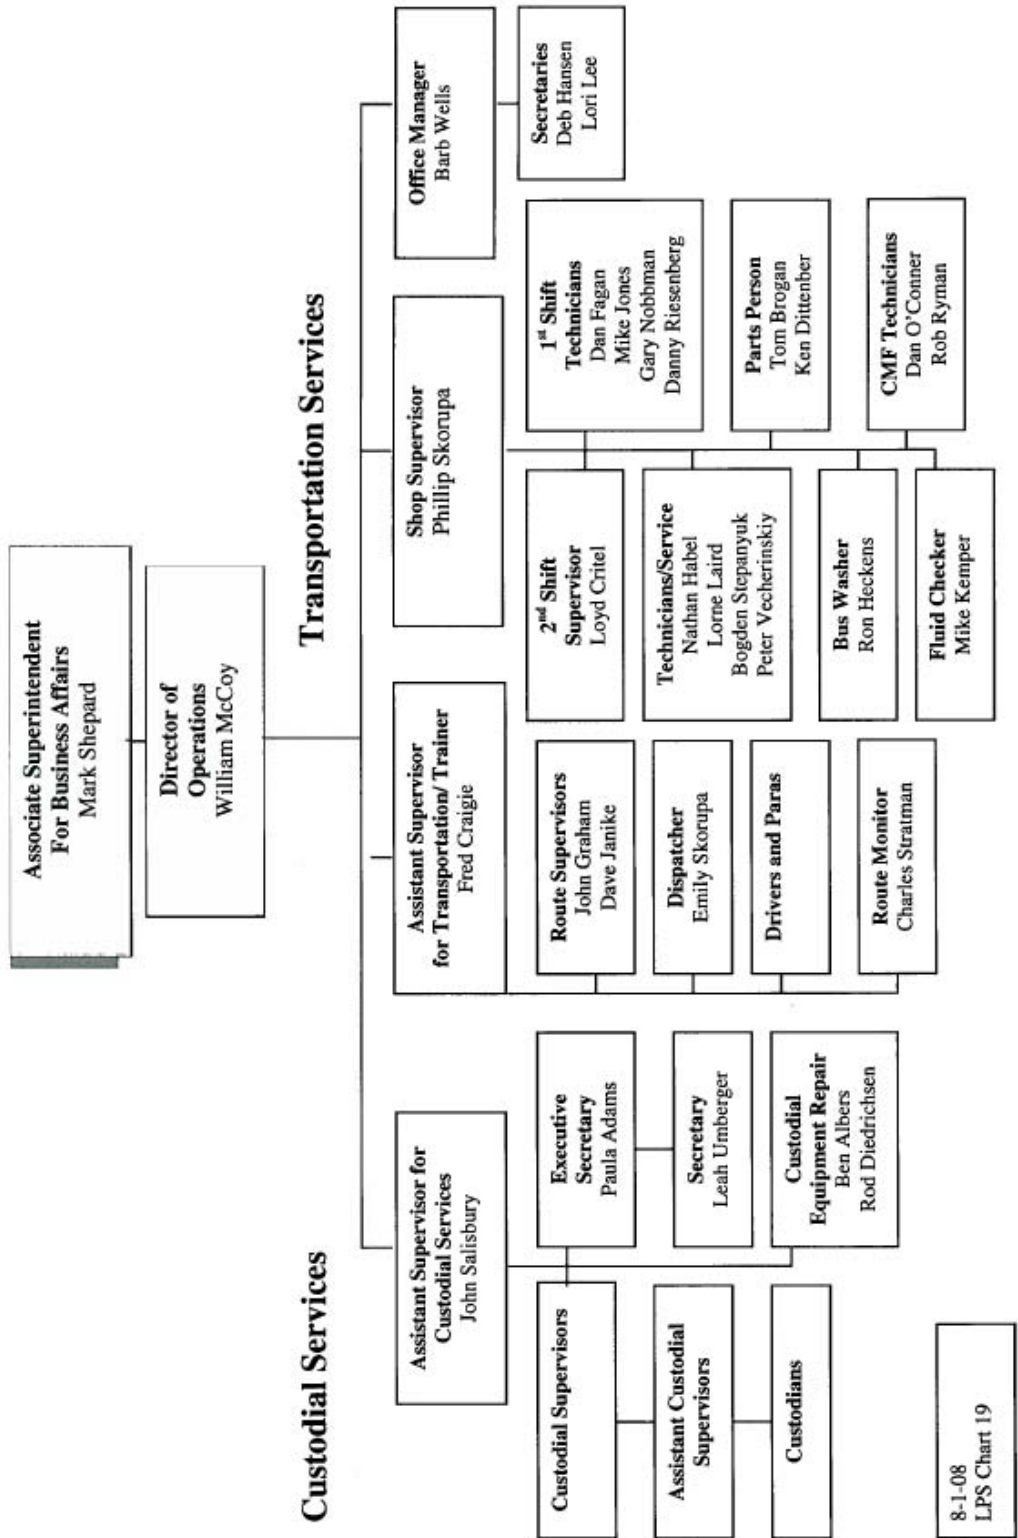 Associate Superintendent
For Business Affairs
Mark Shepard
Director of
Operations
William McCoy
Custodial Services
Transportation Services
Assistant Supervisor for
Custodial Services
John Salisbury
Assistant Supervisor
for Transportation/ Trainer
Fred Craigie
Shop Supervisor
Phillip Skorupa
Office Manager
Barb Wells
Custodial Supervisors
Executive
Secretary
Paula Adams
Assistant Custodial
Supervisors
Secretary
Leah Umberger
Custodians
Custodial
Equipment Repair
Ben Albers
Rod Diedrichsen
Route Supervisors
John Graham
Dave Janike
Dispatcher
Emily Skorupa
Drivers and Paras
Route Monitor
Charles Stratman
2nd Shift
Supervisor
Loyd Critel
1st Shift
Technicians
Dan Fagan
Mike Jones
Gary Nobbman
Danny Riesenberg
Technicians/Service
Nathan Habel
Lorne Laird
Bogden Stepanyuk
Peter Vecherinskiy
Parts Person
Tom Brogan
Ken Dittenber
Bus Washer
Ron Heckens
CMF Technicians
Dan O'Conner
Rob Ryman
Fluid Checker
Mike Kemper
Secretaries
Deb Hansen
Lori Lee
8-1-08
LPS Chart 19